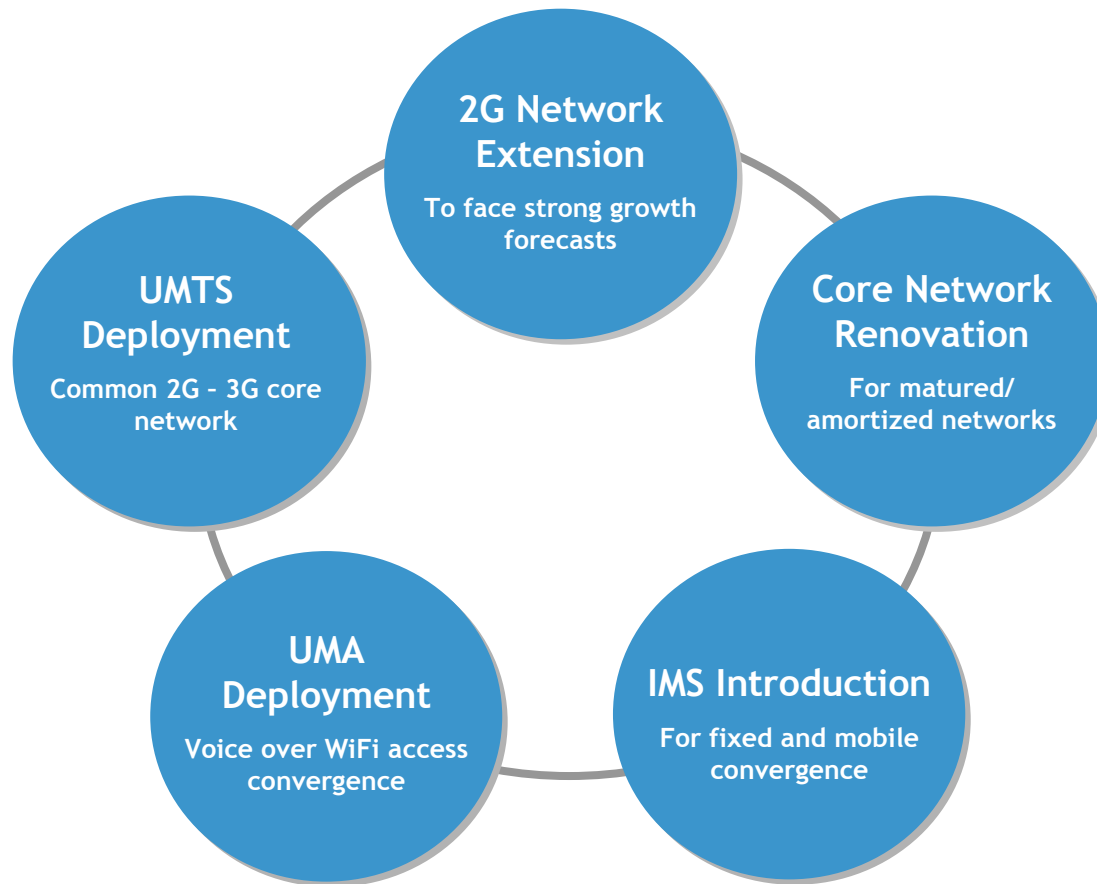 2G Network
Extension
To face strong growth
forecasts
UMTS
Deployment
Common 2G – 3G core
network
Core Network
Renovation
For matured/
amortized networks
UMA
Deployment
Voice over WiFi access
convergence
IMS Introduction
For fixed and mobile
convergence